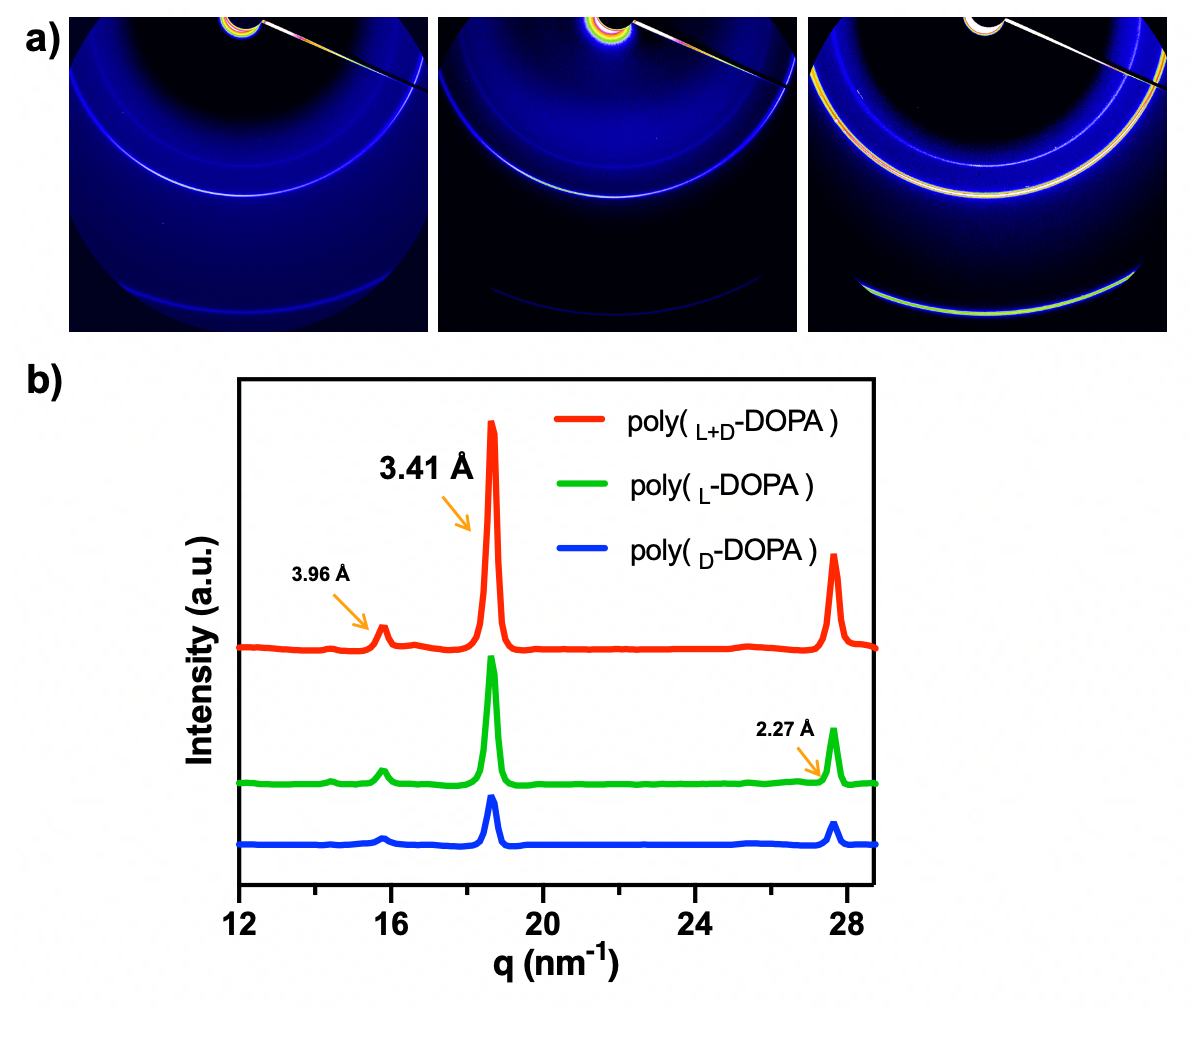 a)
b)
poly( L+D-DOPA )
3.41 Å
poly( L-DOPA )
poly( D-DOPA )
3.96 Å
2.27 Å
Intensity (a.u.)
12 16 20 24 28
q (nm-1)